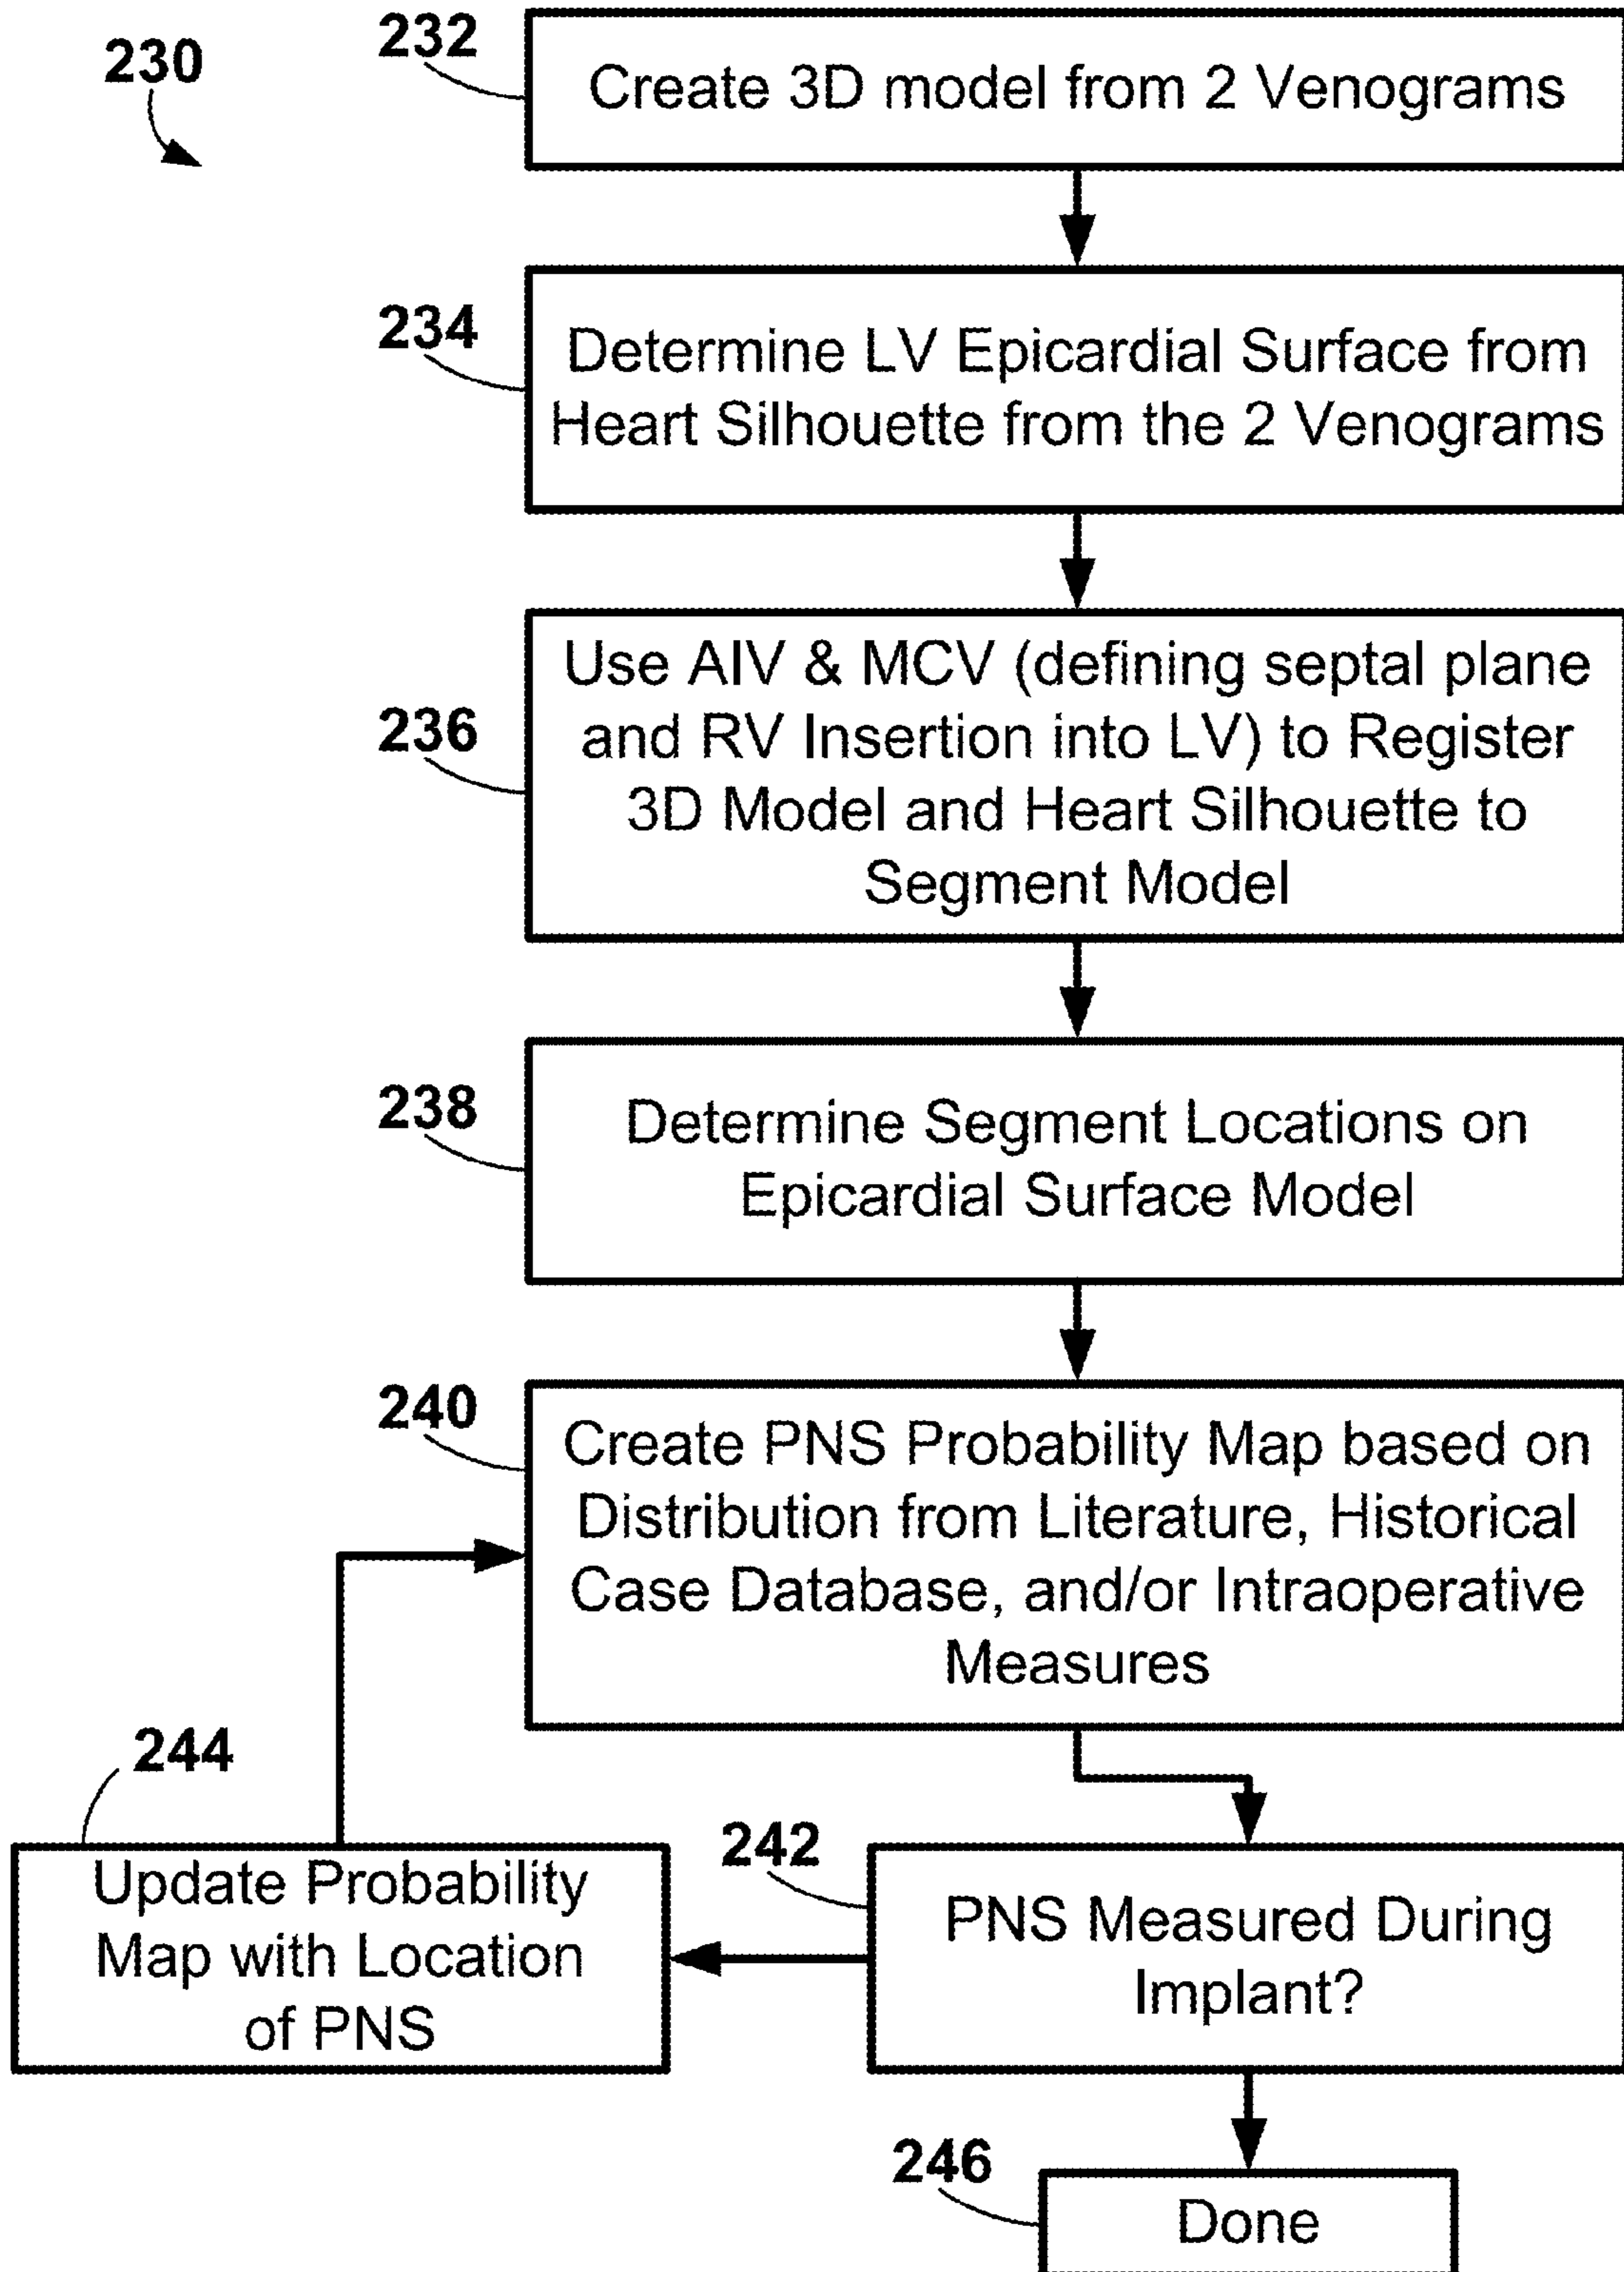 230
232
Create 3D model from 2 Venograms
234
Determine LV Epicardial Surface from
Heart Silhouette from the 2 Venograms
236
Use AIV & MCV (defining septal plane
and RV Insertion into LV) to Register
3D Model and Heart Silhouette to
Segment Model
238
Determine Segment Locations on
Epicardial Surface Model
240
Create PNS Probability Map based on
Distribution from Literature, Historical
Case Database, and/or Intraoperative
Measures
244
Update Probability
Map with Location
of PNS
242
PNS Measured During
Implant?
246
Done